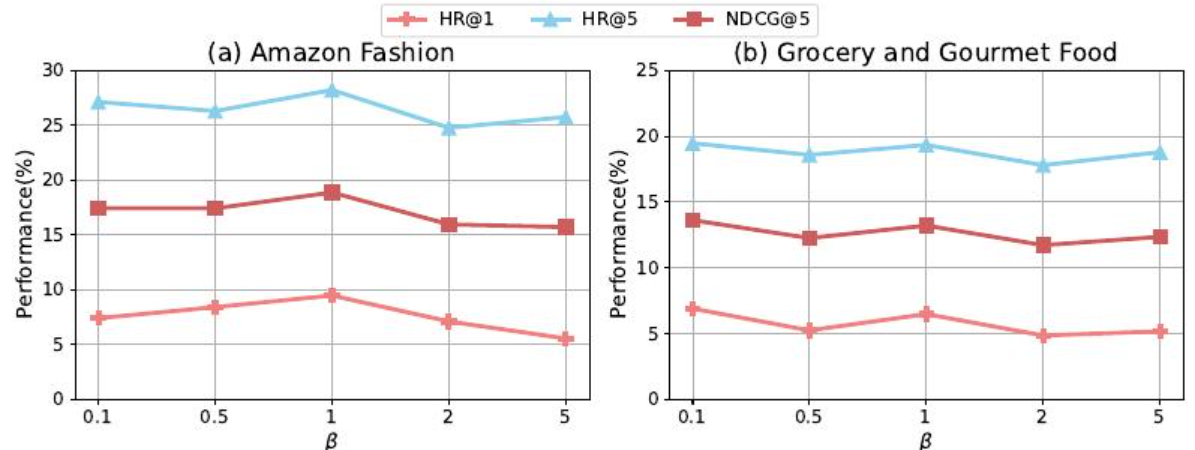 HR@1 HR@5 NDCG@5
(a) Amazon Fashion
Performance(%)
30
25
20
15
10
5
0
0.1 0.5 1 2 5
β
(b) Grocery and Gourmet Food
Performance(%)
25
20
15
10
5
0
0.1 0.5 1 2 5
β